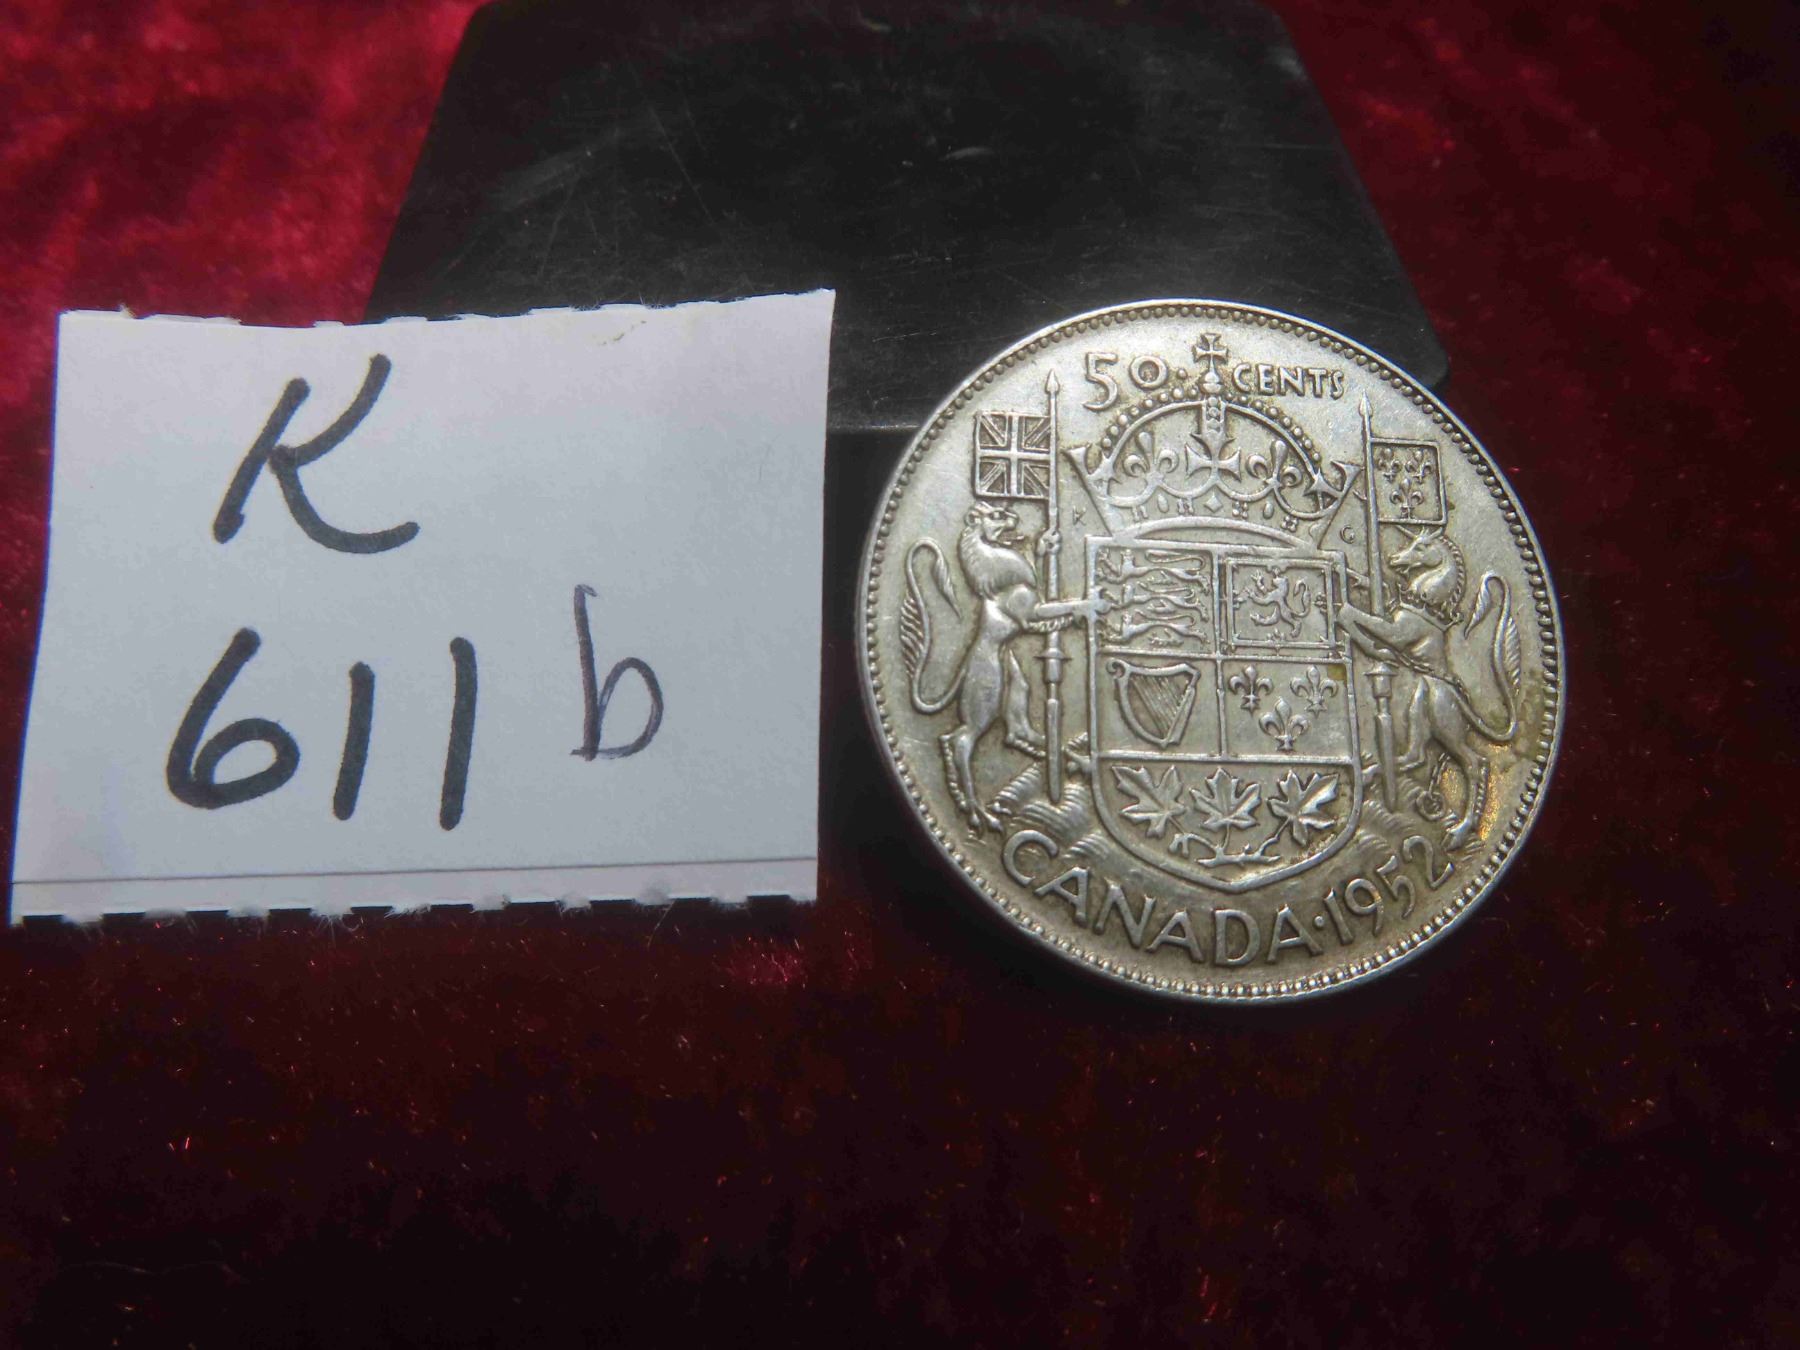 K
611 b
50 · CENTS
K G
CANADA · 1952